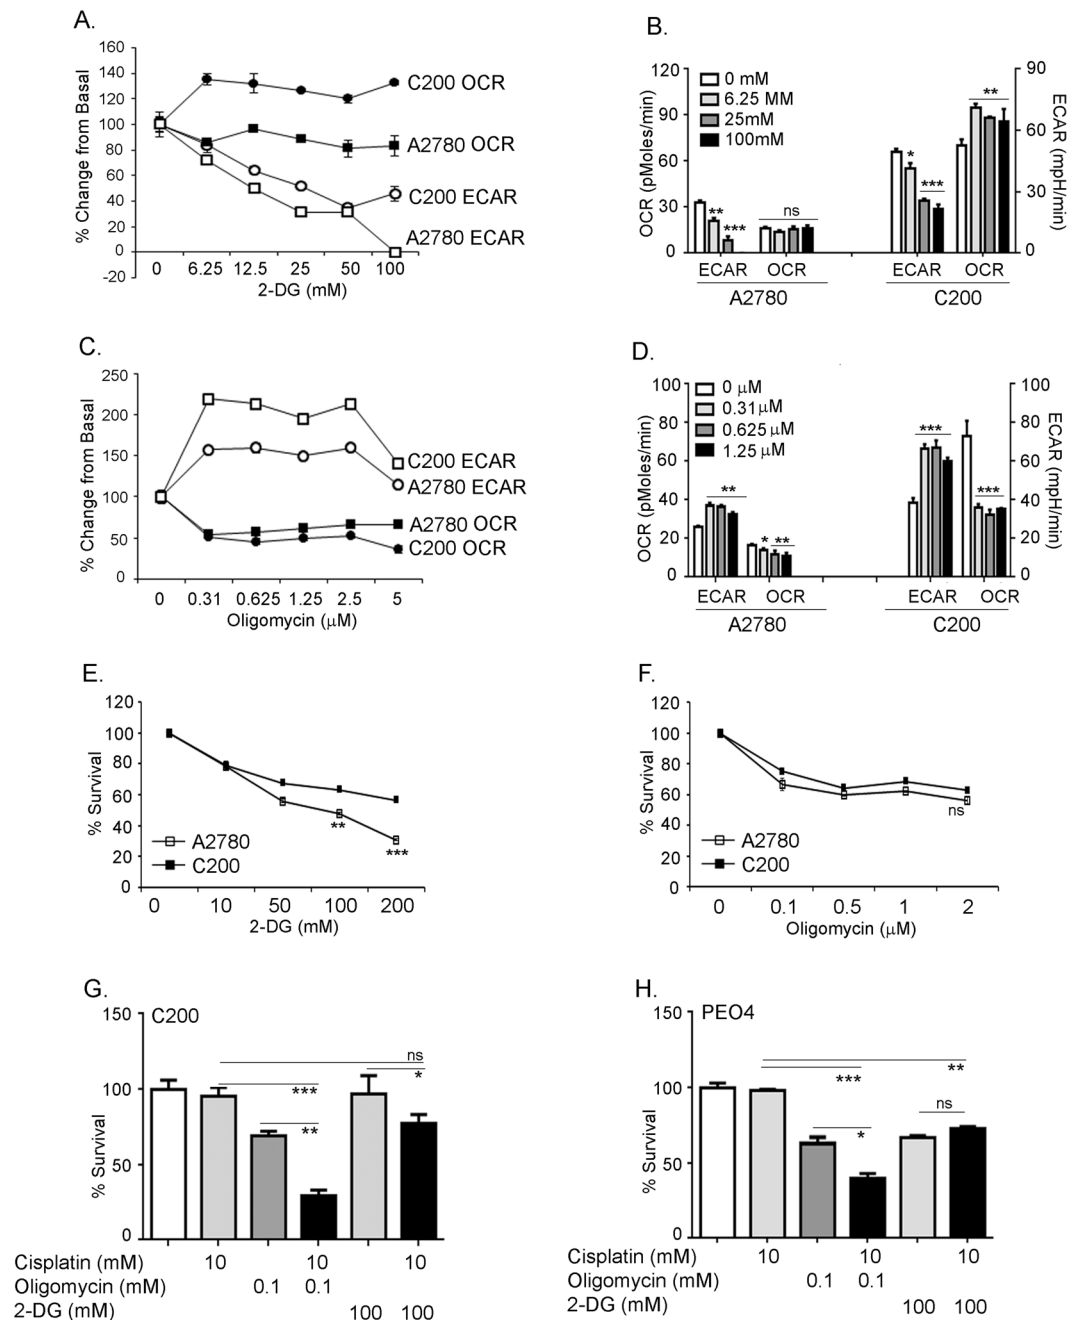 A.
160
140
120
100
80
60
40
20
0
-20
% Change from Basal
C200 OCR
A2780 OCR
C200 ECAR
A2780 ECAR
0 6.25 12.5 25 50 100
2-DG (mM)
B.
120
90
60
30
0
OCR (pMoles/min)
0 mM
6.25 MM
25mM
100mM
** *** ns * *** **
90
60
30
0
ECAR (mpH/min)
ECAR OCR ECAR OCR
A2780 C200
C.
250
200
150
100
50
0
% Change from Basal
C200 ECAR
A2780 ECAR
A2780 OCR
C200 OCR
0 0.31 0.625 1.25 2.5 5
Oligomycin (μM)
D.
100
80
60
40
20
0
OCR (pMoles/min)
0 μM
0.31μM
0.625 μM
1.25 μM
** * ** *** ***
100
80
60
40
20
0
ECAR (mpH/min)
ECAR OCR ECAR OCR
A2780 C200
E.
120
100
80
60
40
20
0
% Survival
**
***
A2780
C200
0 10 50 100 200
2-DG (mM)
F.
120
100
80
60
40
20
0
% Survival
ns
A2780
C200
0 0.1 0.5 1 2
Oligomycin (μM)
G.
150
100
50
0
% Survival
C200
ns
*
***
**
Cisplatin (mM) 10 10 10
Oligomycin (mM) 0.1 0.1
2-DG (mM) 100 100
H.
150
100
50
0
% Survival
PEO4
**
***
ns
*
Cisplatin (mM) 10 10 10
Oligomycin (mM) 0.1 0.1
2-DG (mM) 100 100